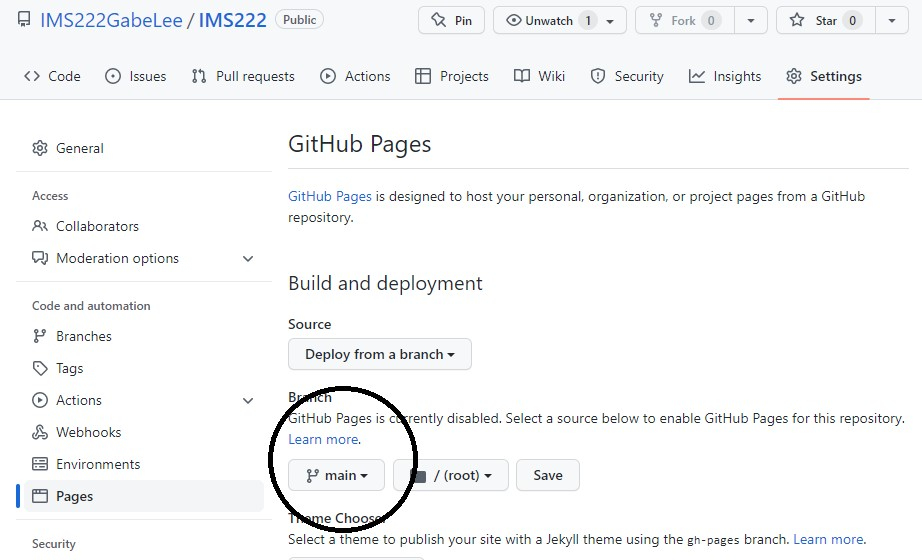 IMS222GabeLee / IMS222 Public Pin Unwatch 1 Fork 0 Star 0
Code Issues Pull requests Actions Projects Wiki Security Insights Settings
General
Access
Collaborators
Moderation options
Code and automation
Branches
Tags
Actions
Webhooks
Environments
Pages
Security
GitHub Pages
GitHub Pages is designed to host your personal, organization, or project pages from a GitHub
repository.
Build and deployment
Source
Deploy from a branch
Branch
GitHub Pages is currently disabled. Select a source below to enable GitHub Pages for this repository.
Learn more.
main / (root) Save
Theme Chooser
Select a theme to publish your site with a Jekyll theme using the gh-pages branch. Learn more.